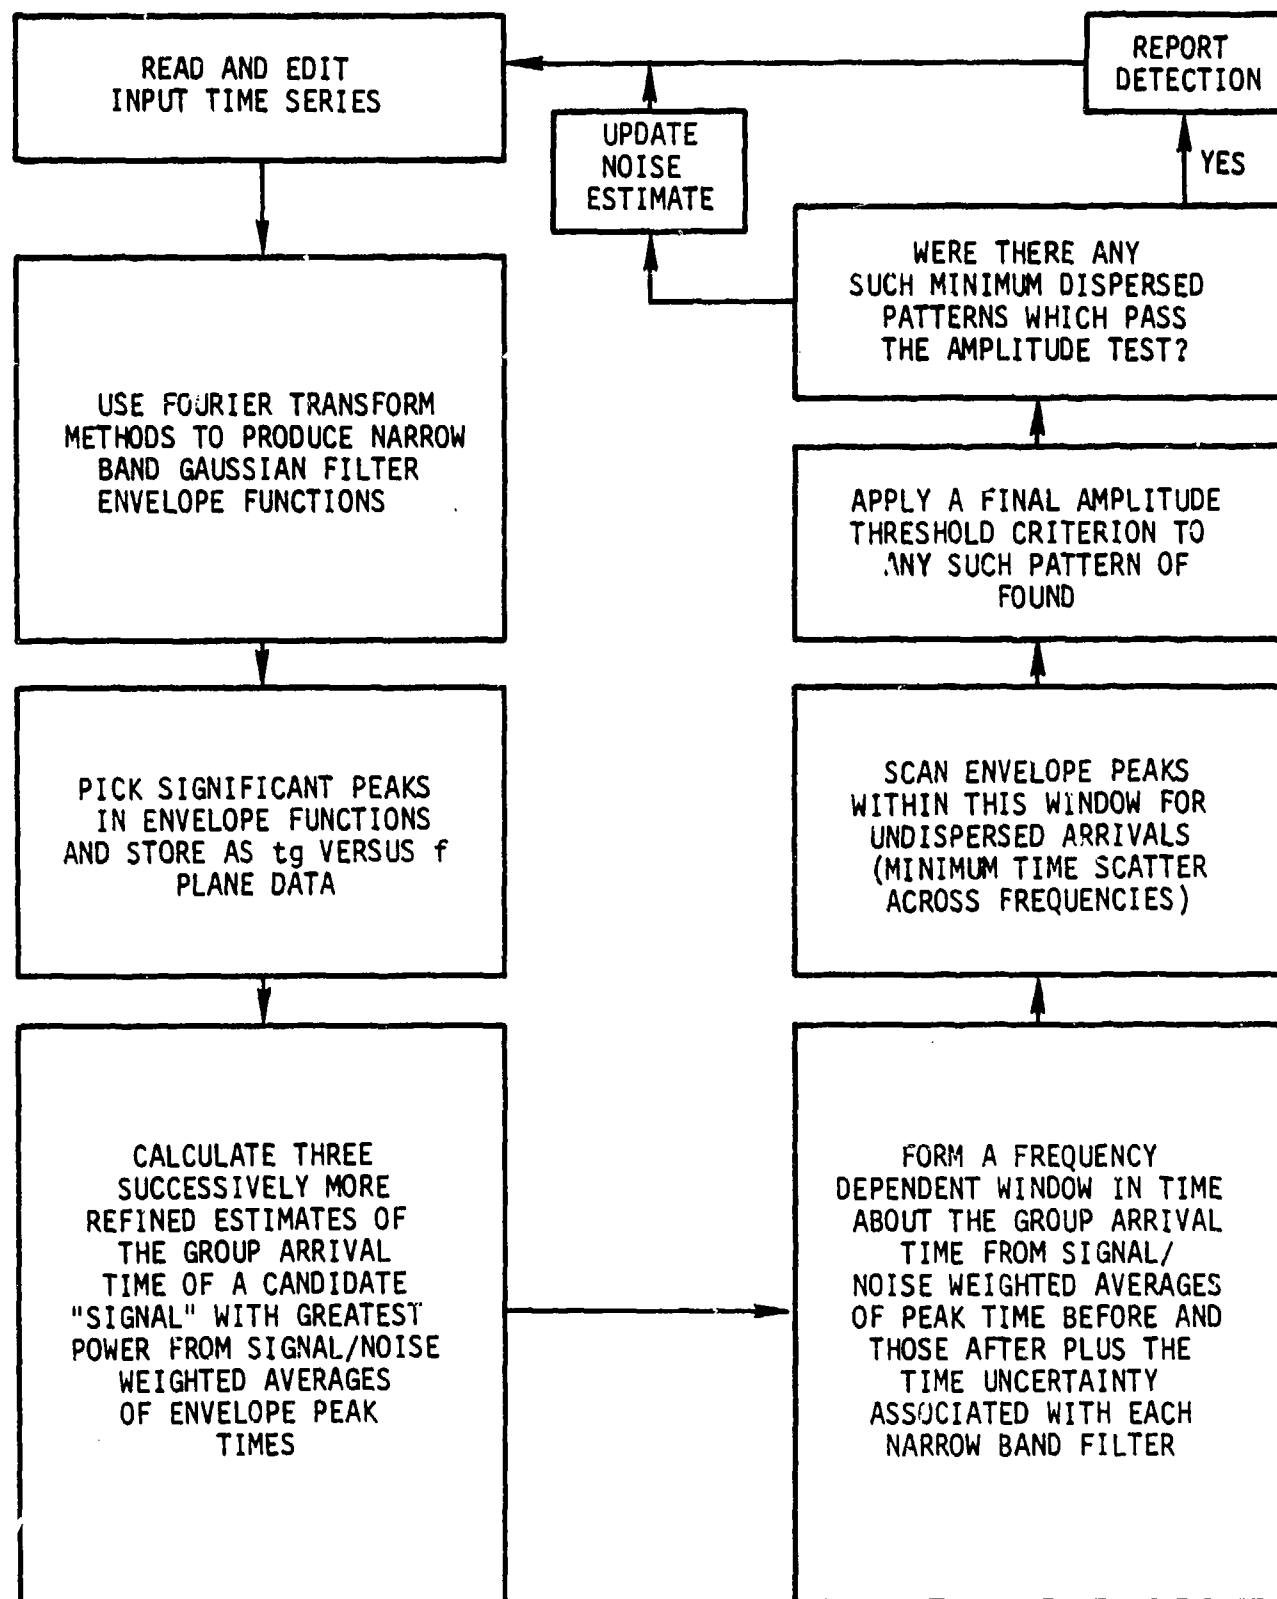 READ AND EDIT
INPUT TIME SERIES
USE FOURIER TRANSFORM
METHODS TO PRODUCE NARROW
BAND GAUSSIAN FILTER
ENVELOPE FUNCTIONS
PICK SIGNIFICANT PEAKS
IN ENVELOPE FUNCTIONS
AND STORE AS tg VERSUS f
PLANE DATA
CALCULATE THREE
SUCCESSIVELY MORE
REFINED ESTIMATES OF
THE GROUP ARRIVAL
TIME OF A CANDIDATE
"SIGNAL" WITH GREATEST
POWER FROM SIGNAL/NOISE
WEIGHTED AVERAGES
OF ENVELOPE PEAK
TIMES
FORM A FREQUENCY
DEPENDENT WINDOW IN TIME
ABOUT THE GROUP ARRIVAL
TIME FROM SIGNAL/
NOISE WEIGHTED AVERAGES
OF PEAK TIME BEFORE AND
THOSE AFTER PLUS THE
TIME UNCERTAINTY
ASSOCIATED WITH EACH
NARROW BAND FILTER
SCAN ENVELOPE PEAKS
WITHIN THIS WINDOW FOR
UNDISPERSED ARRIVALS
(MINIMUM TIME SCATTER
ACROSS FREQUENCIES)
APPLY A FINAL AMPLITUDE
THRESHOLD CRITERION TO
ANY SUCH PATTERN OF
FOUND
WERE THERE ANY
SUCH MINIMUM DISPERSED
PATTERNS WHICH PASS
THE AMPLITUDE TEST?
YES
REPORT
DETECTION
UPDATE
NOISE
ESTIMATE